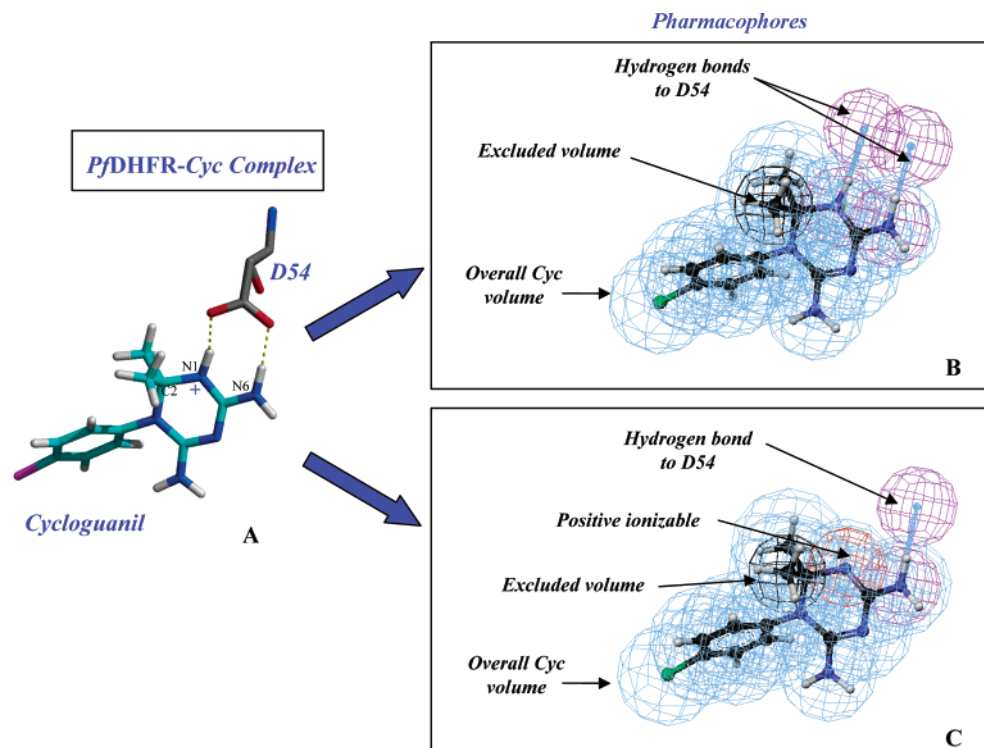 Pharmacophores
PfDHFR-Cyc Complex
D54
N1
+
C2
N6
Cycloguanil
A
Hydrogen bonds
to D54
Excluded volume
Overall Cyc
volume
B
Hydrogen bond
to D54
Positive ionizable
Excluded volume
Overall Cyc
volume
C